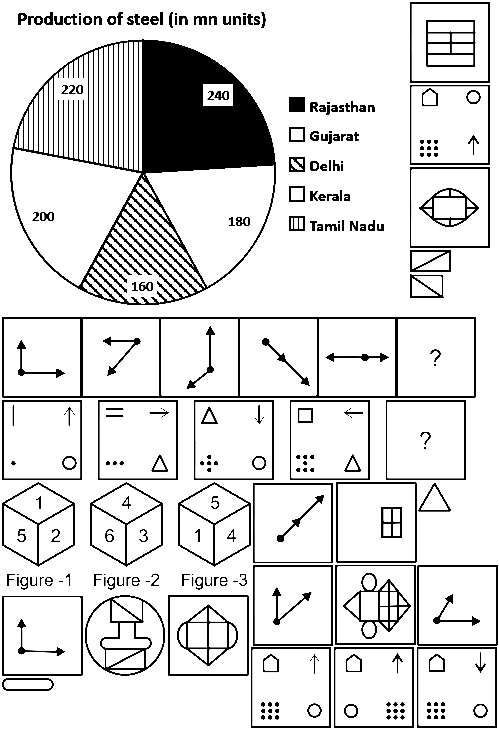 Production of steel (in mn units)
220
240
Rajasthan
Gujarat
Delhi
Kerala
Tamil Nadu
200
180
160
?
?
1
5 2
4
6 3
5
1 4
Figure -1 Figure -2 Figure -3